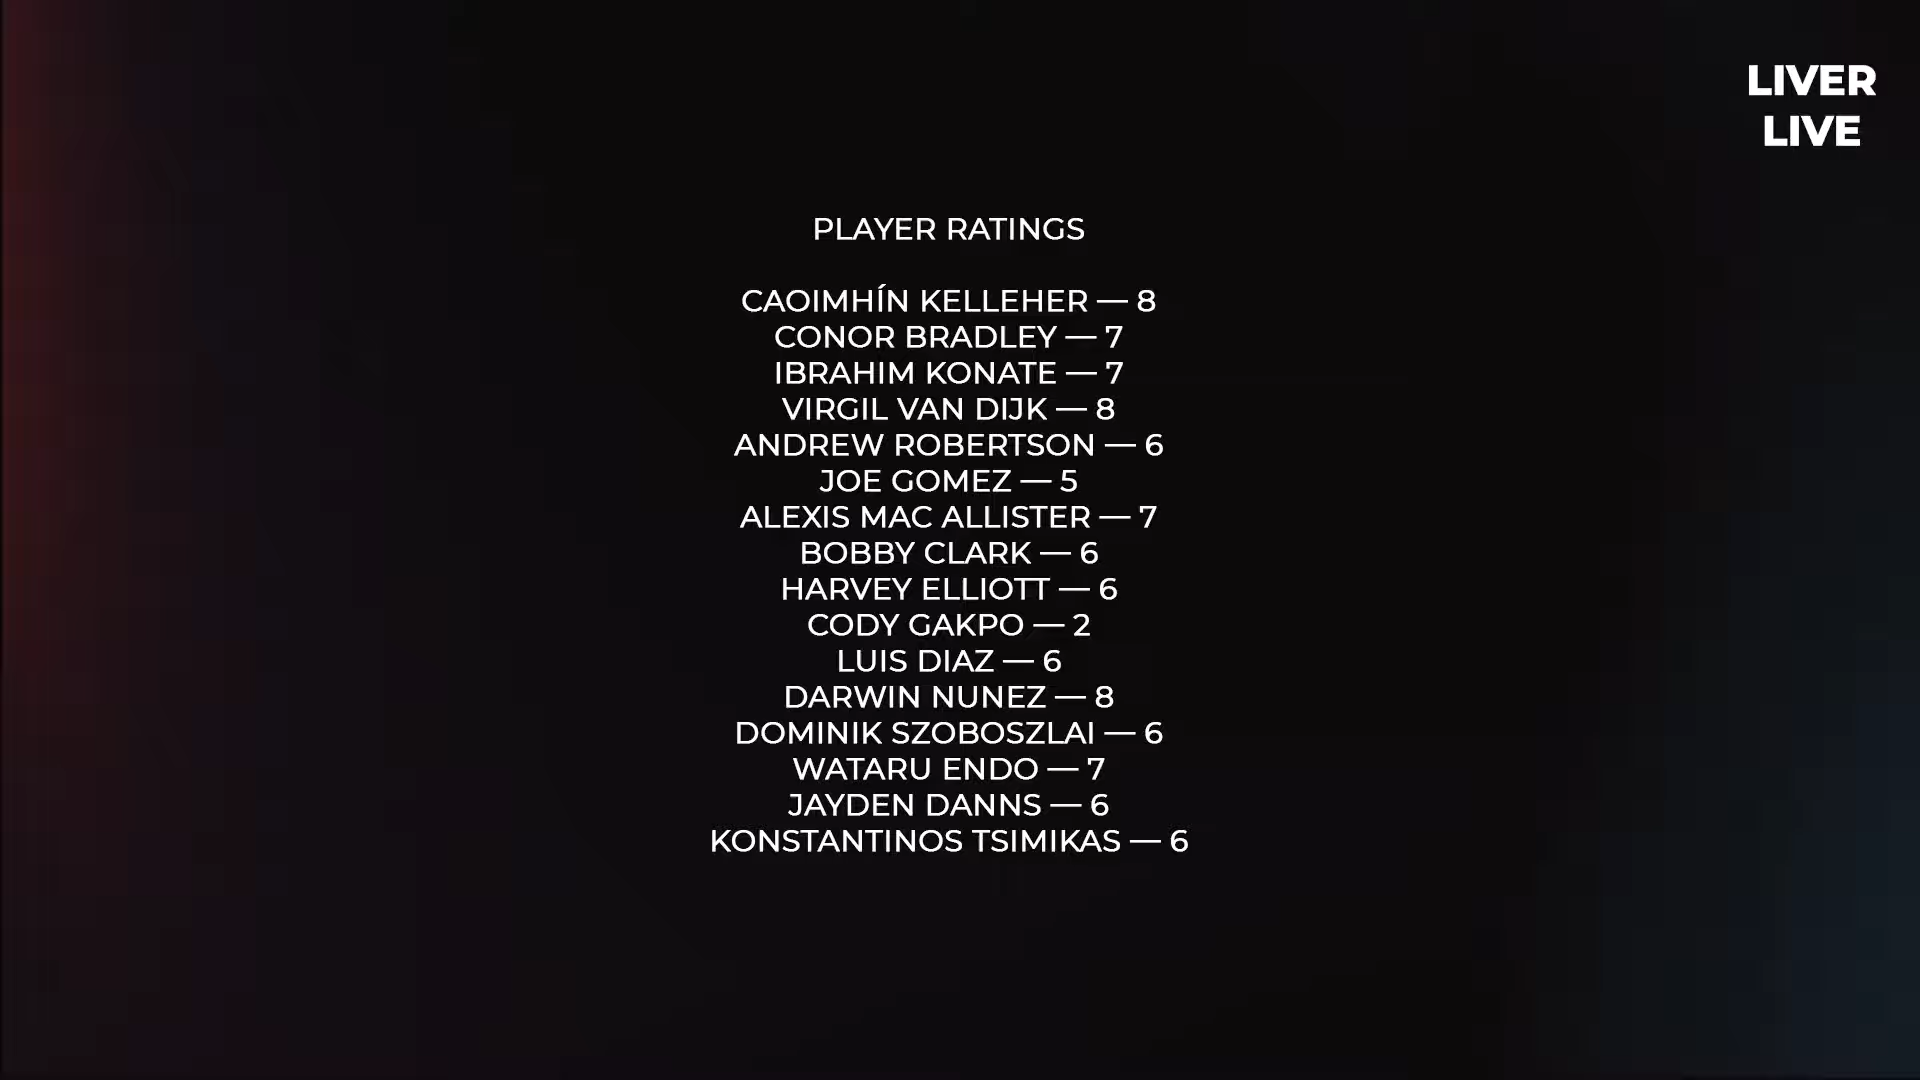 LIVER
LIVE
PLAYER RATINGS
CAOIMHÍN KELLEHER — 8
CONOR BRADLEY — 7
IBRAHIM KONATE — 7
VIRGIL VAN DIJK — 8
ANDREW ROBERTSON — 6
JOE GOMEZ — 5
ALEXIS MAC ALLISTER — 7
BOBBY CLARK — 6
HARVEY ELLIOTT — 6
CODY GAKPO — 2
LUIS DIAZ — 6
DARWIN NUNEZ — 8
DOMINIK SZOBOSZLAI — 6
WATARU ENDO — 7
JAYDEN DANNS — 6
KONSTANTINOS TSIMIKAS — 6